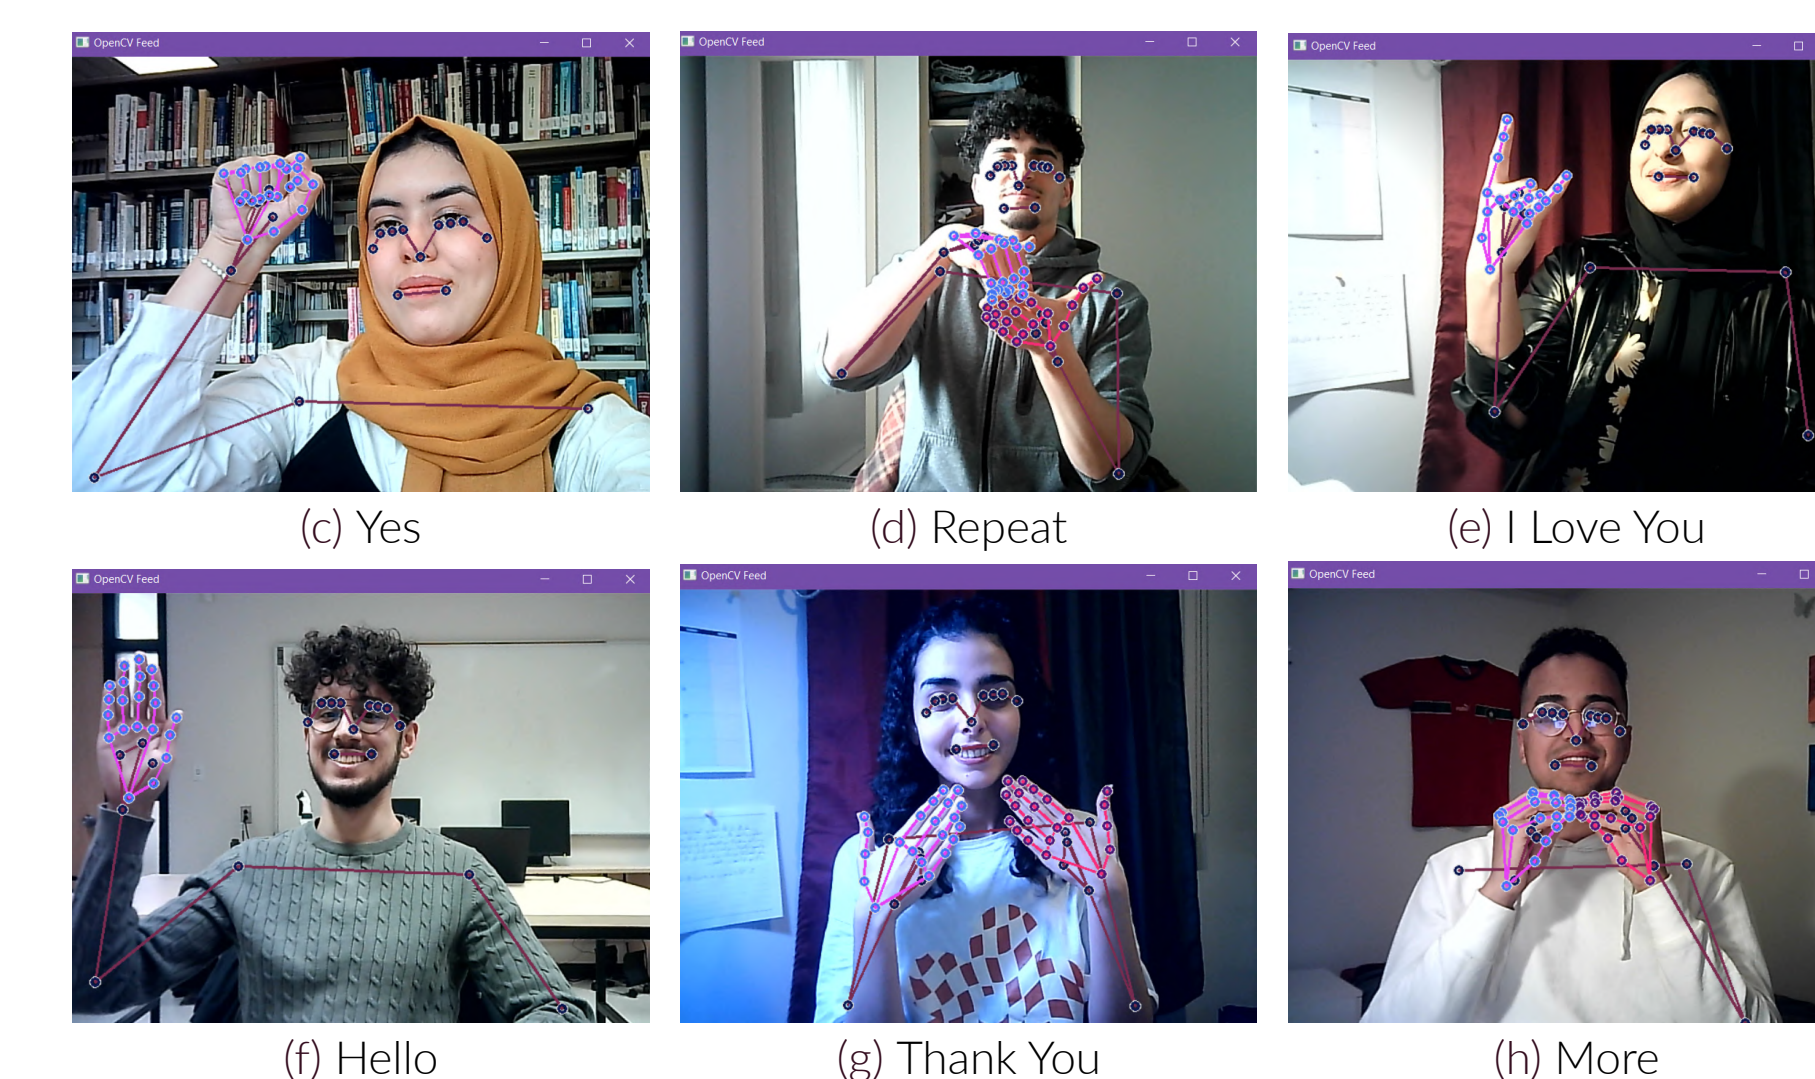 OpenCV Feed
OpenCV Feed
OpenCV Feed
(c) Yes
(d) Repeat
(e) I Love You
OpenCV Feed
OpenCV Feed
OpenCV Feed
(f) Hello
(g) Thank You
(h) More